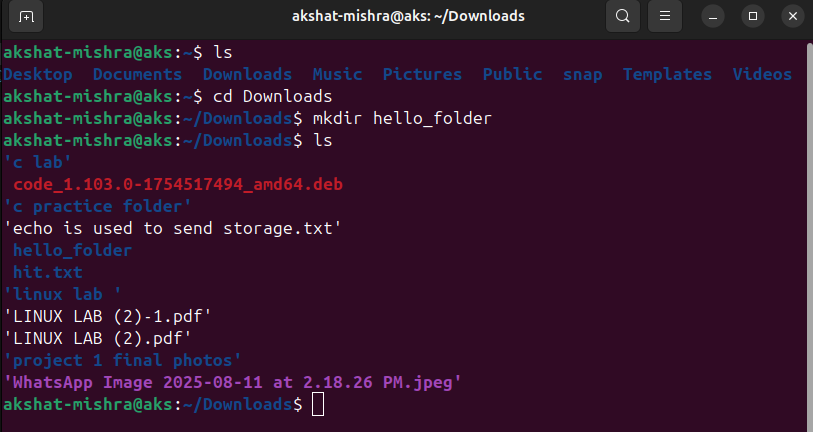 akshat-mishra@aks: ~/Downloads
akshat-mishra@aks:~$ ls
Desktop  Documents  Downloads  Music  Pictures  Public  snap  Templates  Videos
akshat-mishra@aks:~$ cd Downloads
akshat-mishra@aks:~/Downloads$ mkdir hello_folder
akshat-mishra@aks:~/Downloads$ ls
'c lab'
 code_1.103.0-1754517494_amd64.deb
'c practice folder'
'echo is used to send storage.txt'
 hello_folder
 hit.txt
'linux lab '
'LINUX LAB (2)-1.pdf'
'LINUX LAB (2).pdf'
'project 1 final photos'
'WhatsApp Image 2025-08-11 at 2.18.26 PM.jpeg'
akshat-mishra@aks:~/Downloads$